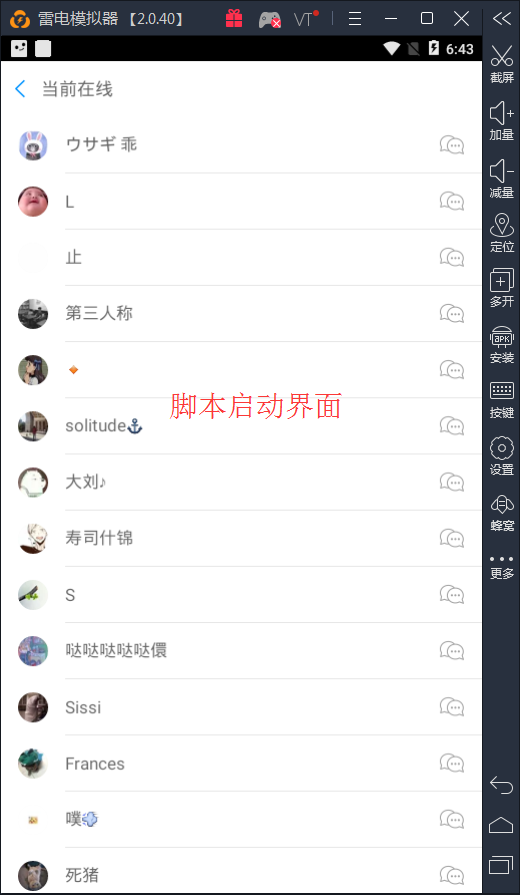 雷电模拟器 【2.0.40】 VT
6:43
当前在线
ウサギ 乖
L
止
第三人称
脚本启动界面
solitude
大刘♪
寿司什锦
S
哒哒哒哒哒儇
Sissi
Frances
噗
死猪
截屏
加量
减量
定位
多开
APK
安装
按键
设置
蜂窝
更多